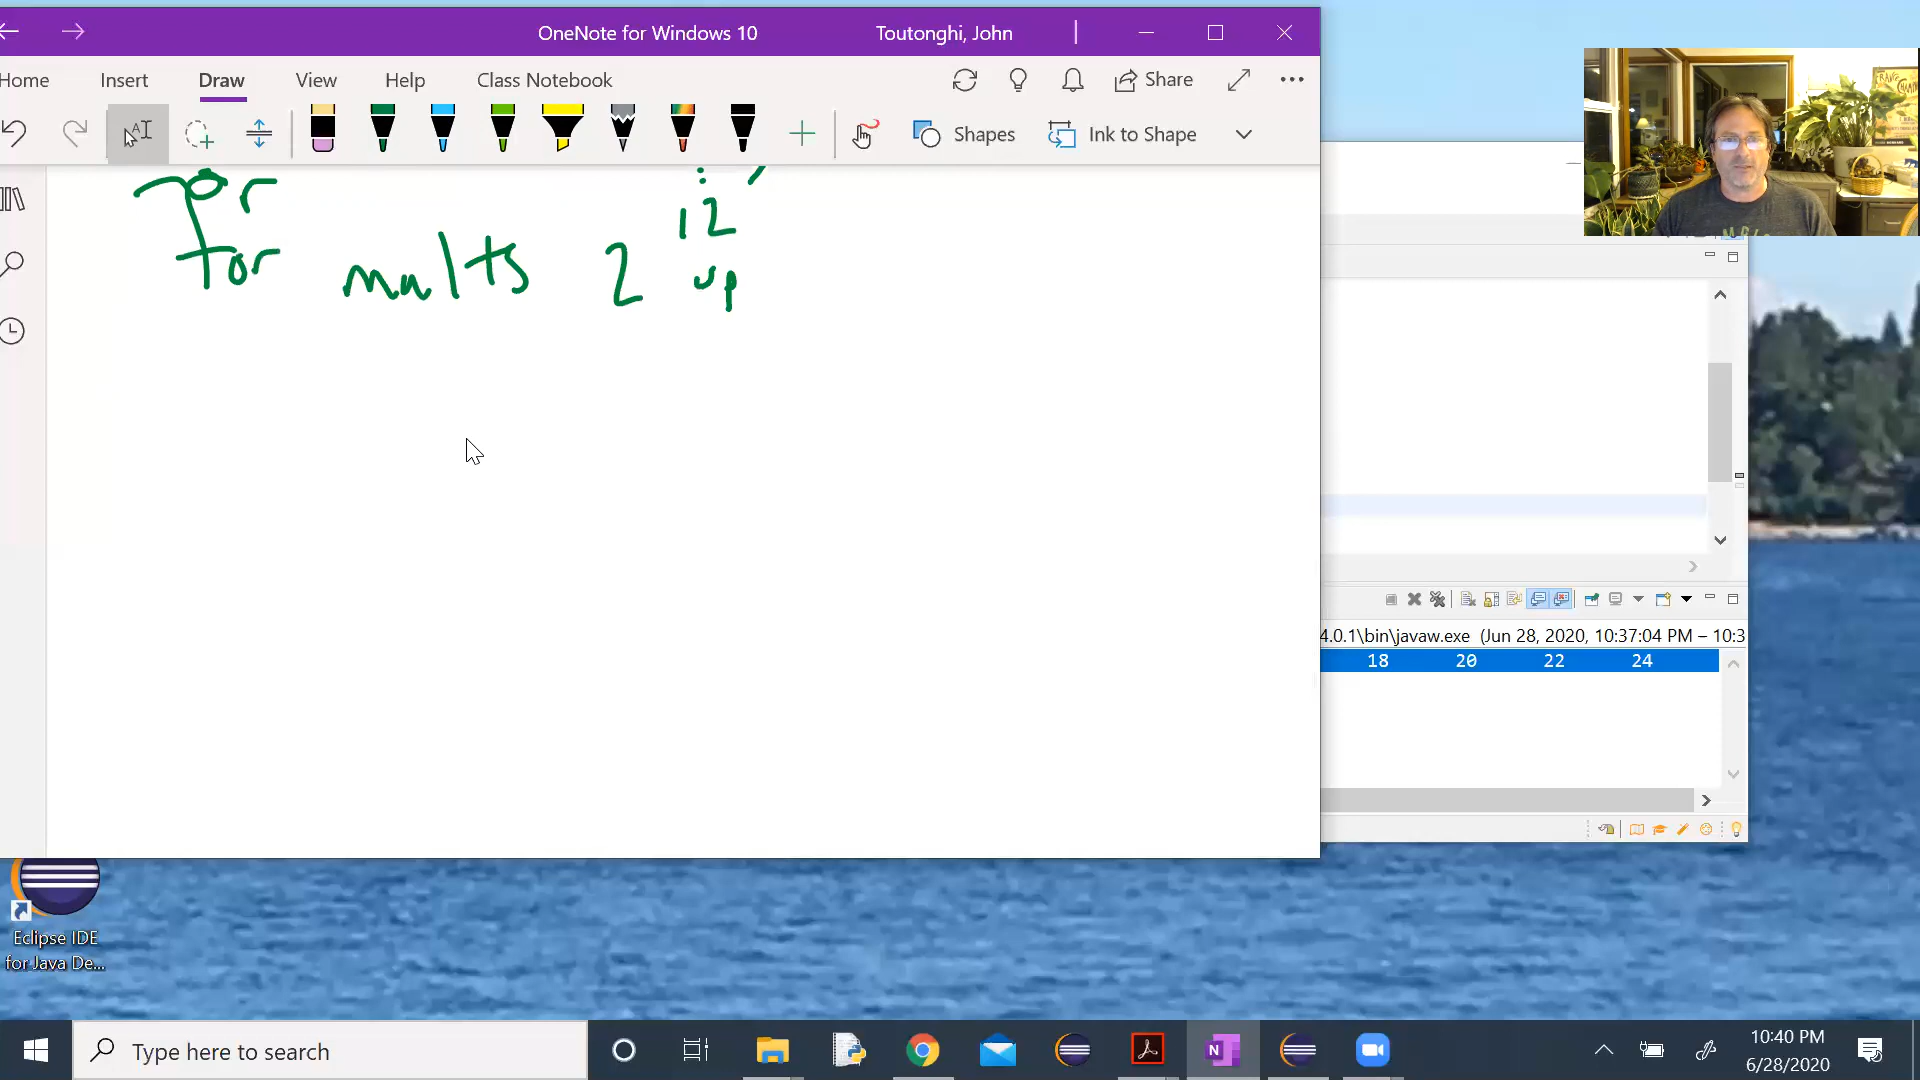 OneNote for Windows 10
Toutonghi, John
Home Insert Draw View Help Class Notebook
Share
Shapes
Ink to Shape
12
for mults 2 up
4.0.1\bin\javaw.exe (Jun 28, 2020, 10:37:04 PM – 10:3
18 20 22 24
Eclipse IDE
for Java De...
Type here to search
10:40 PM
6/28/2020